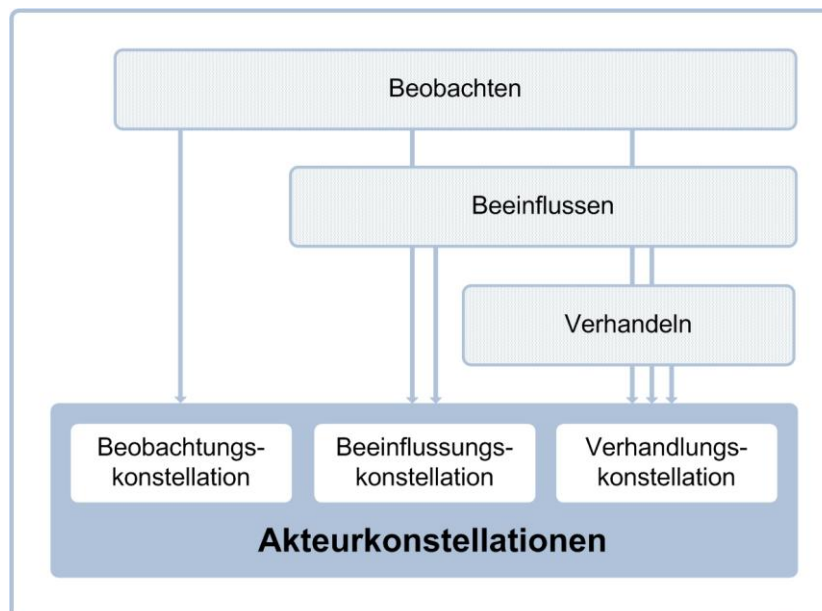 Beobachten
Beeinflussen
Verhandeln
Beobachtungs-
konstellation
Beeinflussungs-
konstellation
Verhandlungs-
konstellation
Akteurkonstellationen